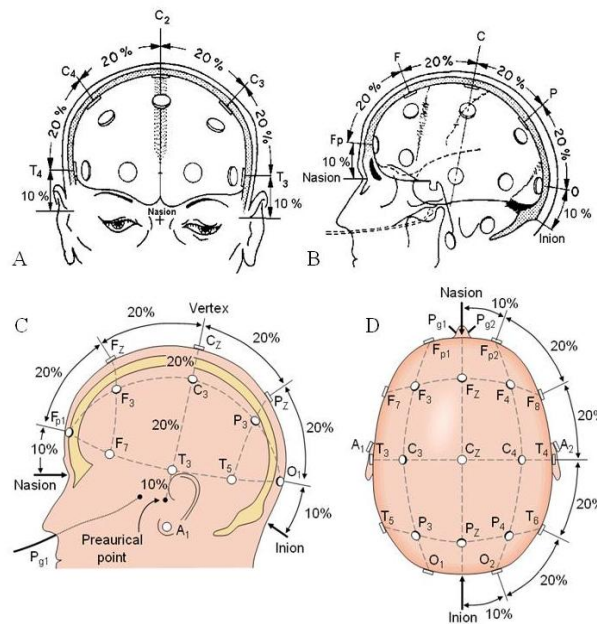 C2
20%
20%
C4
C3
20%
20%
T4
T3
10%
10%
Nasion
A
F
C
20%
20%
P
20%
20%
Fp
10%
Nasion
O
10%
Inion
B
C
20%
Vertex
FZ
CZ
20%
20%
20%
F3
C3
PZ
Fp1
20%
P3
20%
10%
F7
T3
T5
O1
Nasion
10%
10%
A1
Preaurical
point
Inion
Pg1
D
Nasion
10%
Pg1
Pg2
Fp1
Fp2
20%
F7
F3
FZ
F4
F8
20%
A1
T3
C3
CZ
C4
T4
A2
20%
T5
P3
PZ
P4
T6
O1
O2
20%
Inion
10%